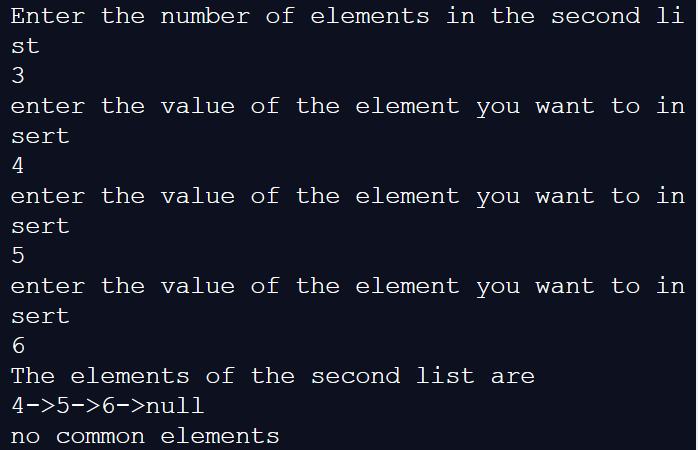 Enter the number of elements in the second li
st
3
enter the value of the element you want to in
sert
4
enter the value of the element you want to in
sert
5
enter the value of the element you want to in
sert
6
The elements of the second list are
4->5->6->null
no common elements